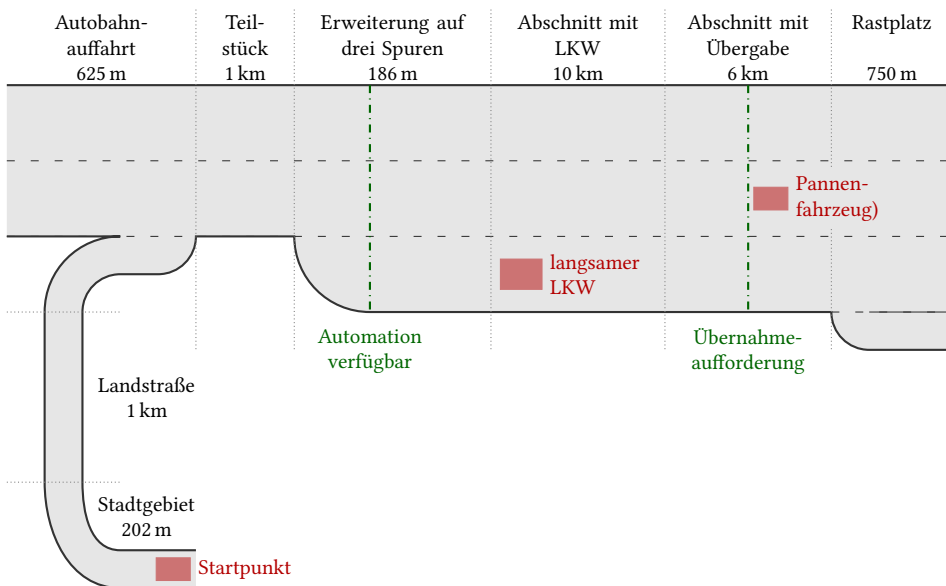 Autobahn-
auffahrt
625 m
Teil-
stück
1 km
Erweiterung auf
drei Spuren
186 m
Abschnitt mit
LKW
10 km
Abschnitt mit
Übergabe
6 km
Rastplatz
750 m
Pannen-
fahrzeug)
langsamer
LKW
Automation
verfügbar
Übernahme-
aufforderung
Landstraße
1 km
Stadtgebiet
202 m
Startpunkt